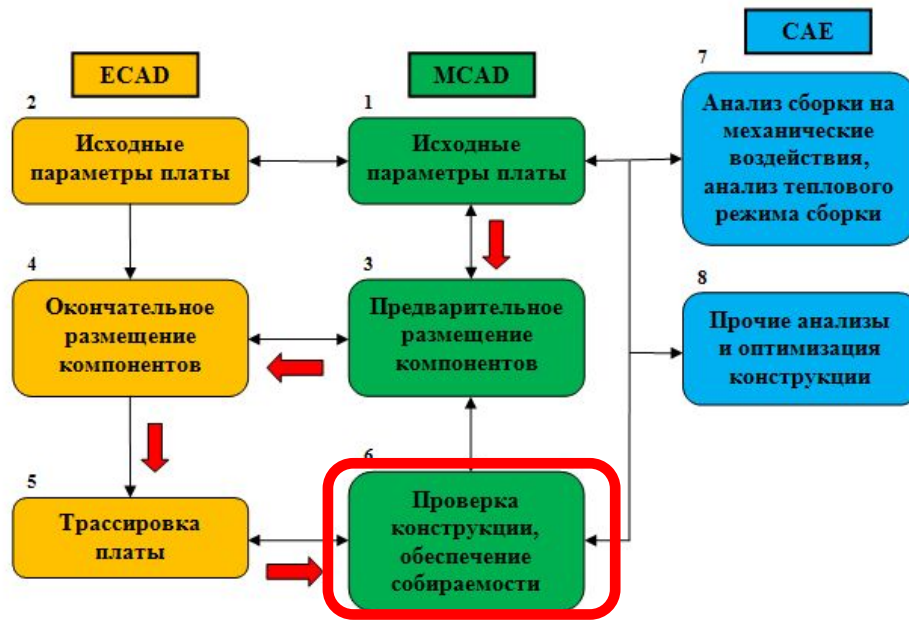 ECAD
MCAD
CAE
2
Исходные
параметры платы
1
Исходные
параметры платы
7
Анализ сборки на
механические
воздействия,
анализ теплового
режима сборки
4
Окончательное
размещение
компонентов
3
Предварительное
размещение
компонентов
8
Прочие анализы
и оптимизация
конструкции
5
Трассировка
платы
6
Проверка
конструкции,
обеспечение
собираемости